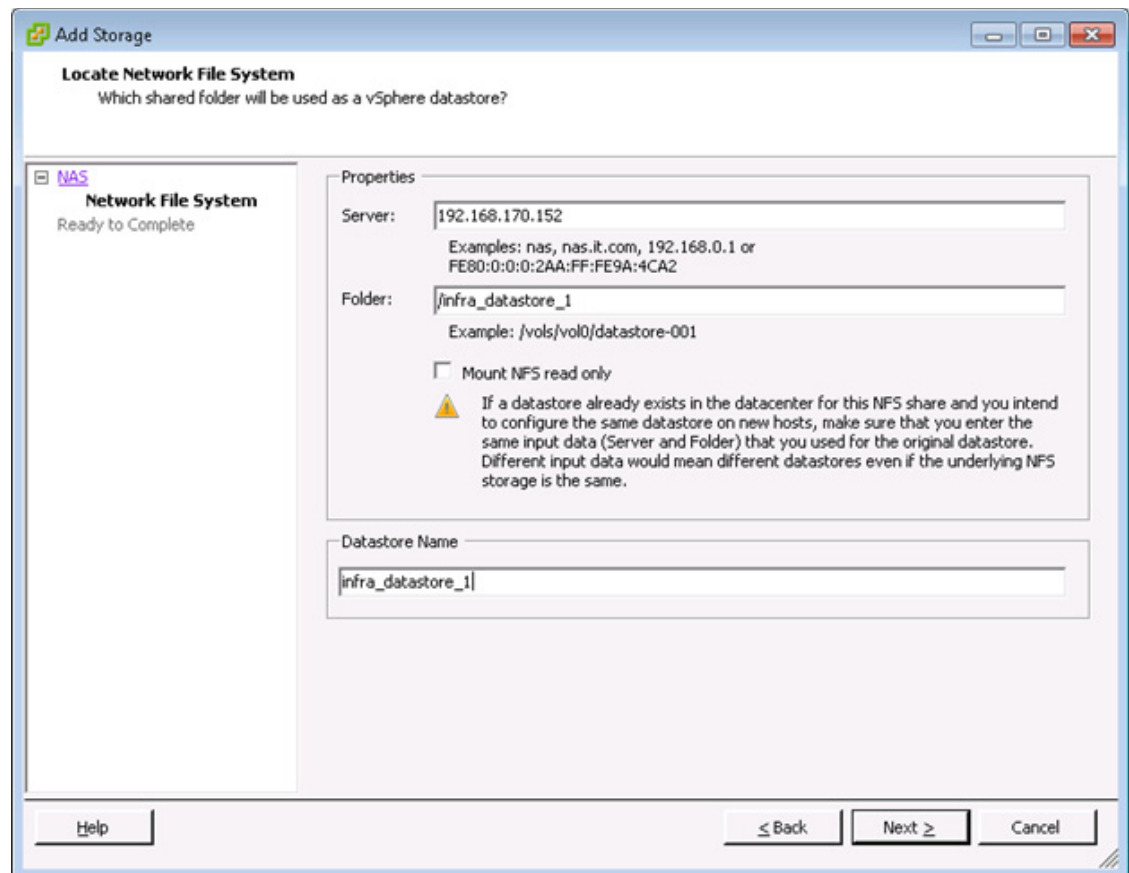 Add Storage
Locate Network File System
Which shared folder will be used as a vSphere datastore?
NAS
Network File System
Ready to Complete
Properties
Server:
192.168.170.152
Examples: nas, nas.it.com, 192.168.0.1 or
FE80:0:0:0:2AA:FF:FE9A:4CA2
Folder:
/infra_datastore_1
Example: /vols/vol0/datastore-001
Mount NFS read only
If a datastore already exists in the datacenter for this NFS share and you intend
to configure the same datastore on new hosts, make sure that you enter the
same input data (Server and Folder) that you used for the original datastore.
Different input data would mean different datastores even if the underlying NFS
storage is the same.
Datastore Name
infra_datastore_1
Help
< Back
Next >
Cancel